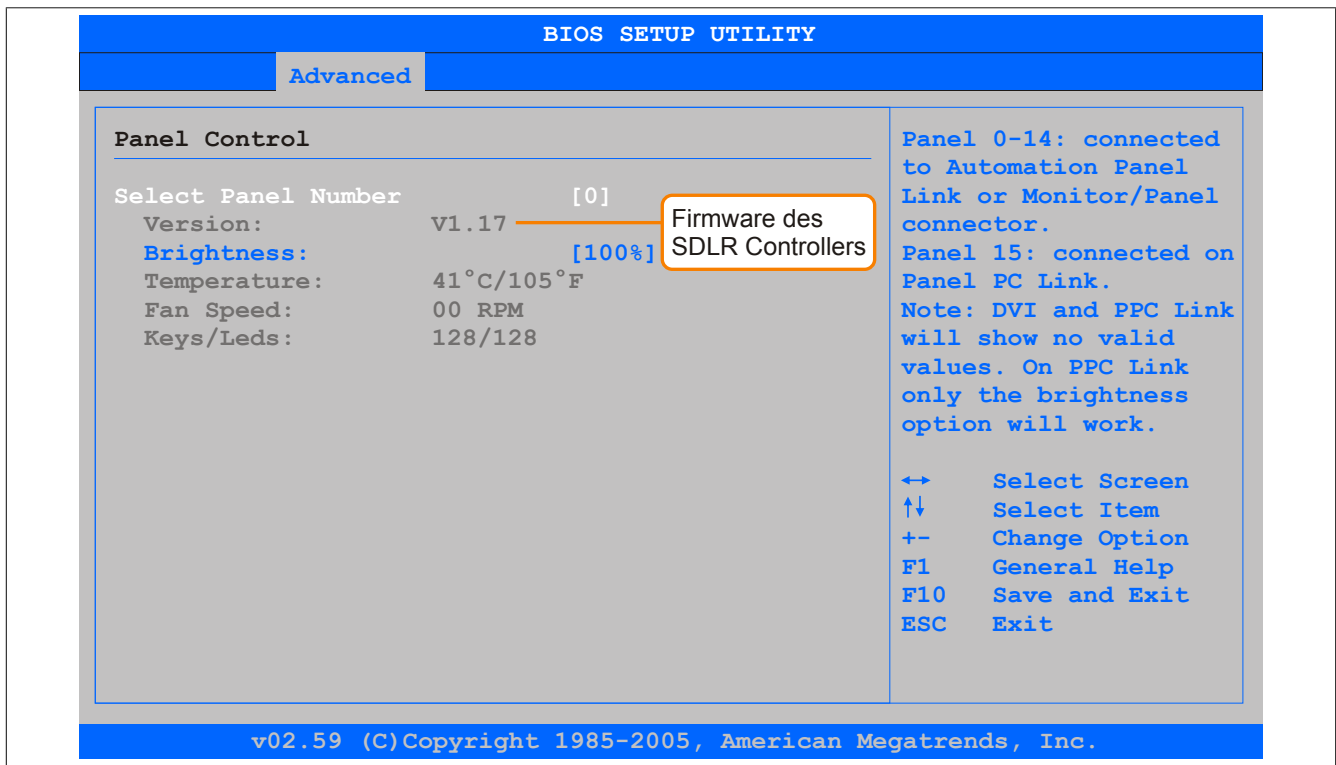 BIOS SETUP UTILITY
Advanced
Panel Control
Select Panel Number [0]
Version: V1.17
Firmware des
SDLR Controllers
Brightness: [100%]
Temperature: 41°C/105°F
Fan Speed: 00 RPM
Keys/Leds: 128/128
Panel 0-14: connected
to Automation Panel
Link or Monitor/Panel
connector.
Panel 15: connected on
Panel PC Link.
Note: DVI and PPC Link
will show no valid
values. On PPC Link
only the brightness
option will work.
↔ Select Screen
↑↓ Select Item
+- Change Option
F1 General Help
F10 Save and Exit
ESC Exit
v02.59 (C)Copyright 1985-2005, American Megatrends, Inc.